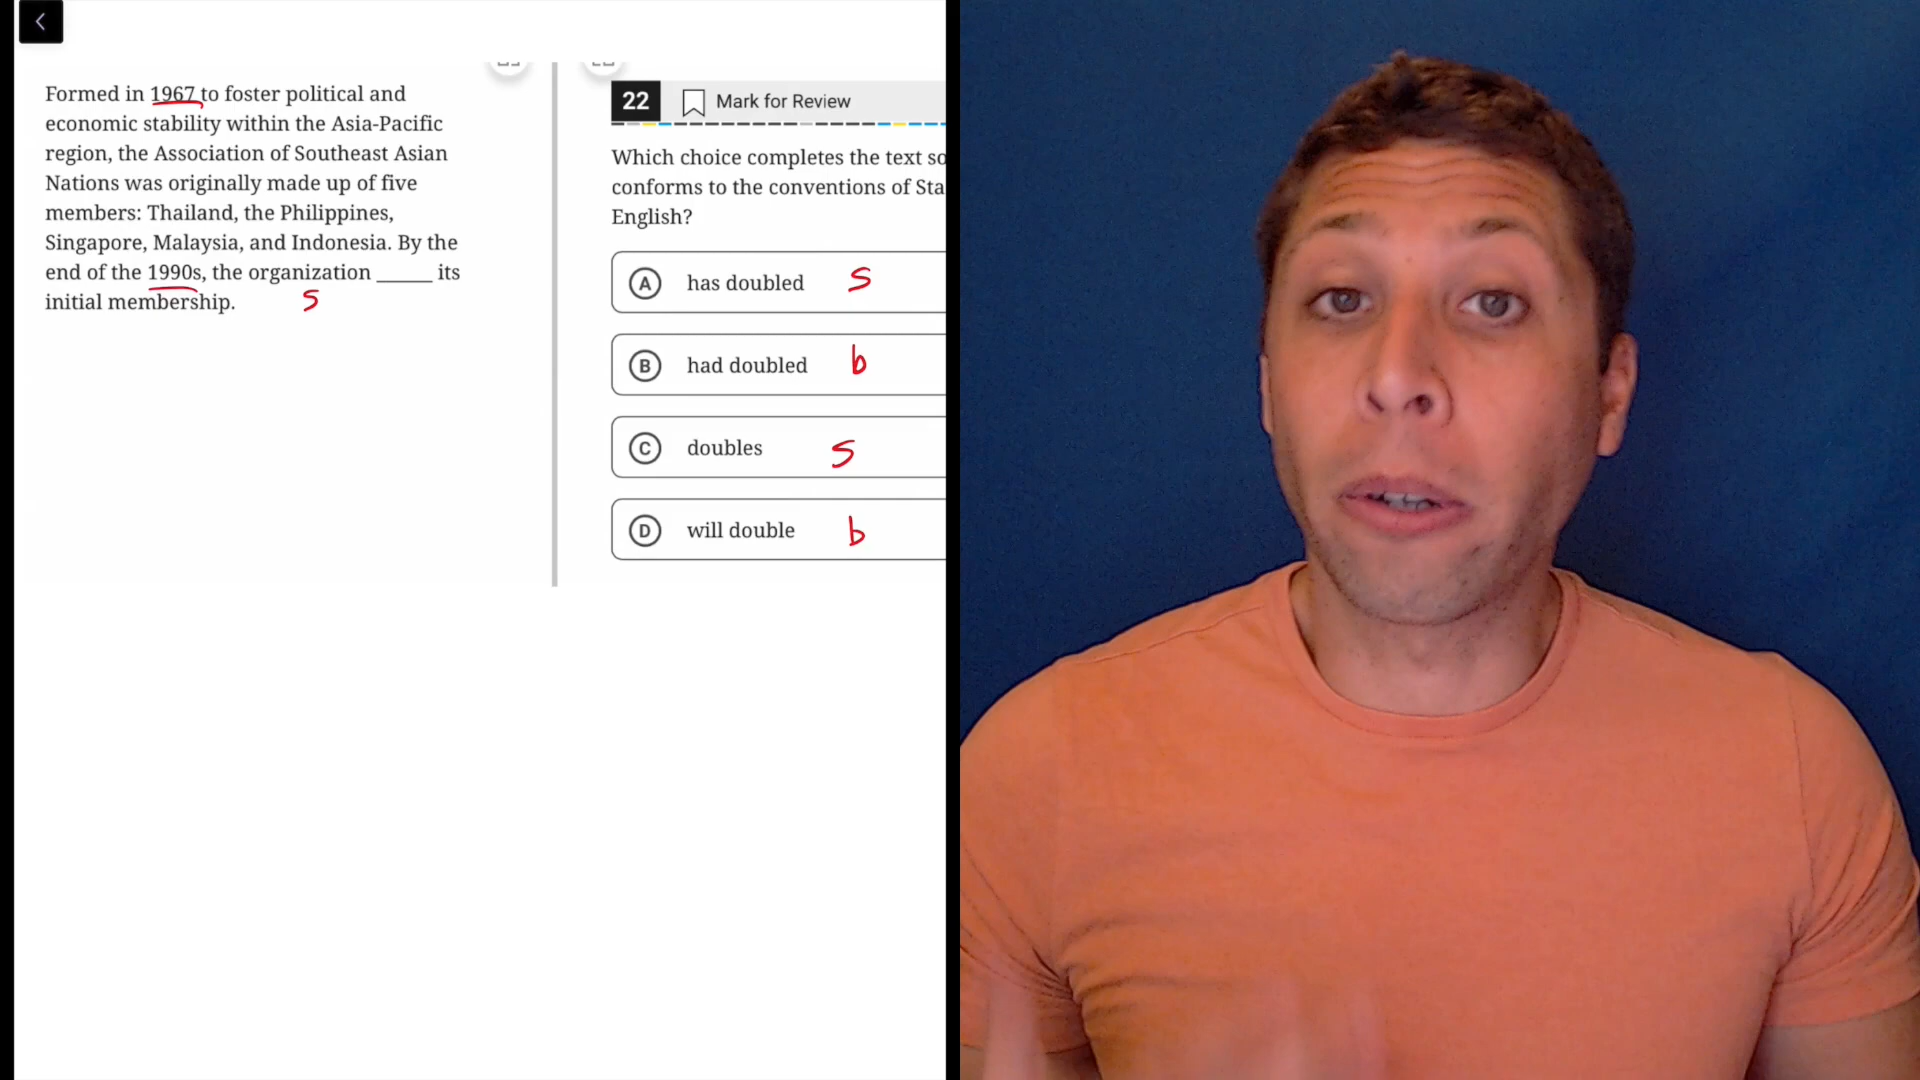 Formed in 1967 to foster political and
economic stability within the Asia-Pacific
region, the Association of Southeast Asian
Nations was originally made up of five
members: Thailand, the Philippines,
Singapore, Malaysia, and Indonesia. By the
end of the 1990s, the organization ______ its
initial membership.
S
22 Mark for Review
Which choice completes the text so
conforms to the conventions of Sta
English?
A has doubled S
B had doubled b
C doubles S
D will double b